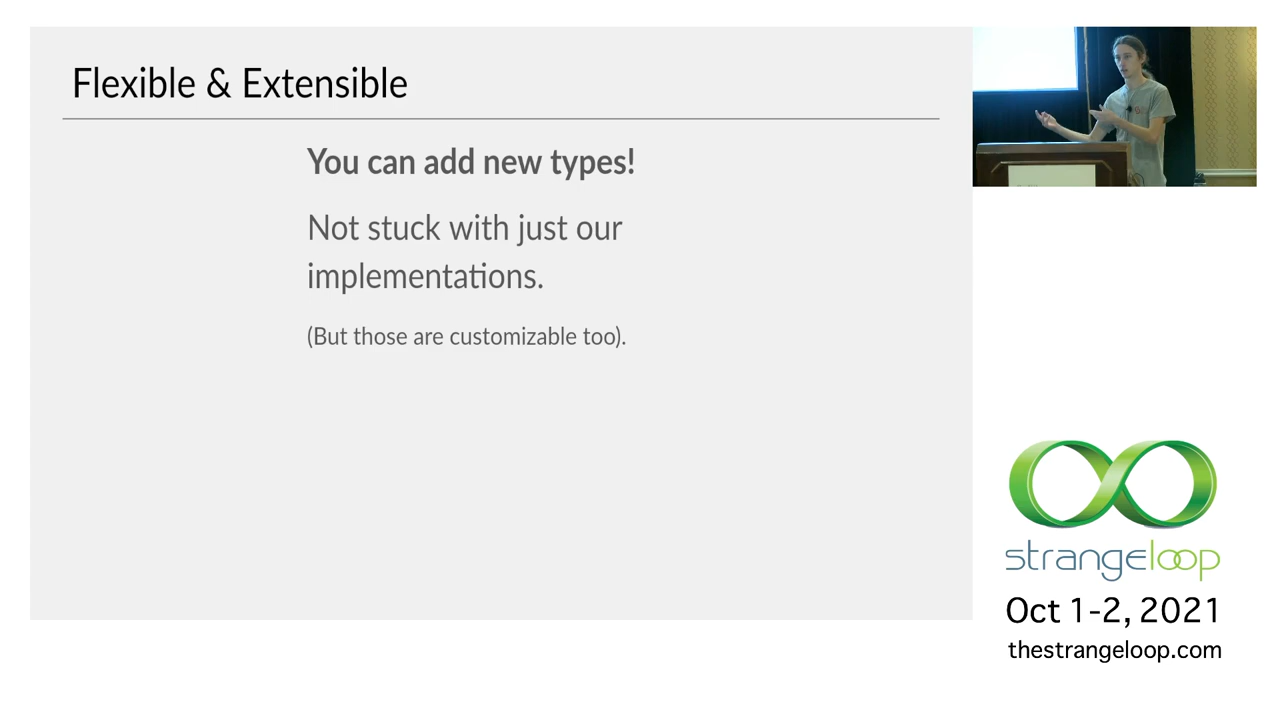 Flexible & Extensible
You can add new types!
Not stuck with just our
implementations.
(But those are customizable too).
strangeloop
Oct 1-2, 2021
thestrangeloop.com